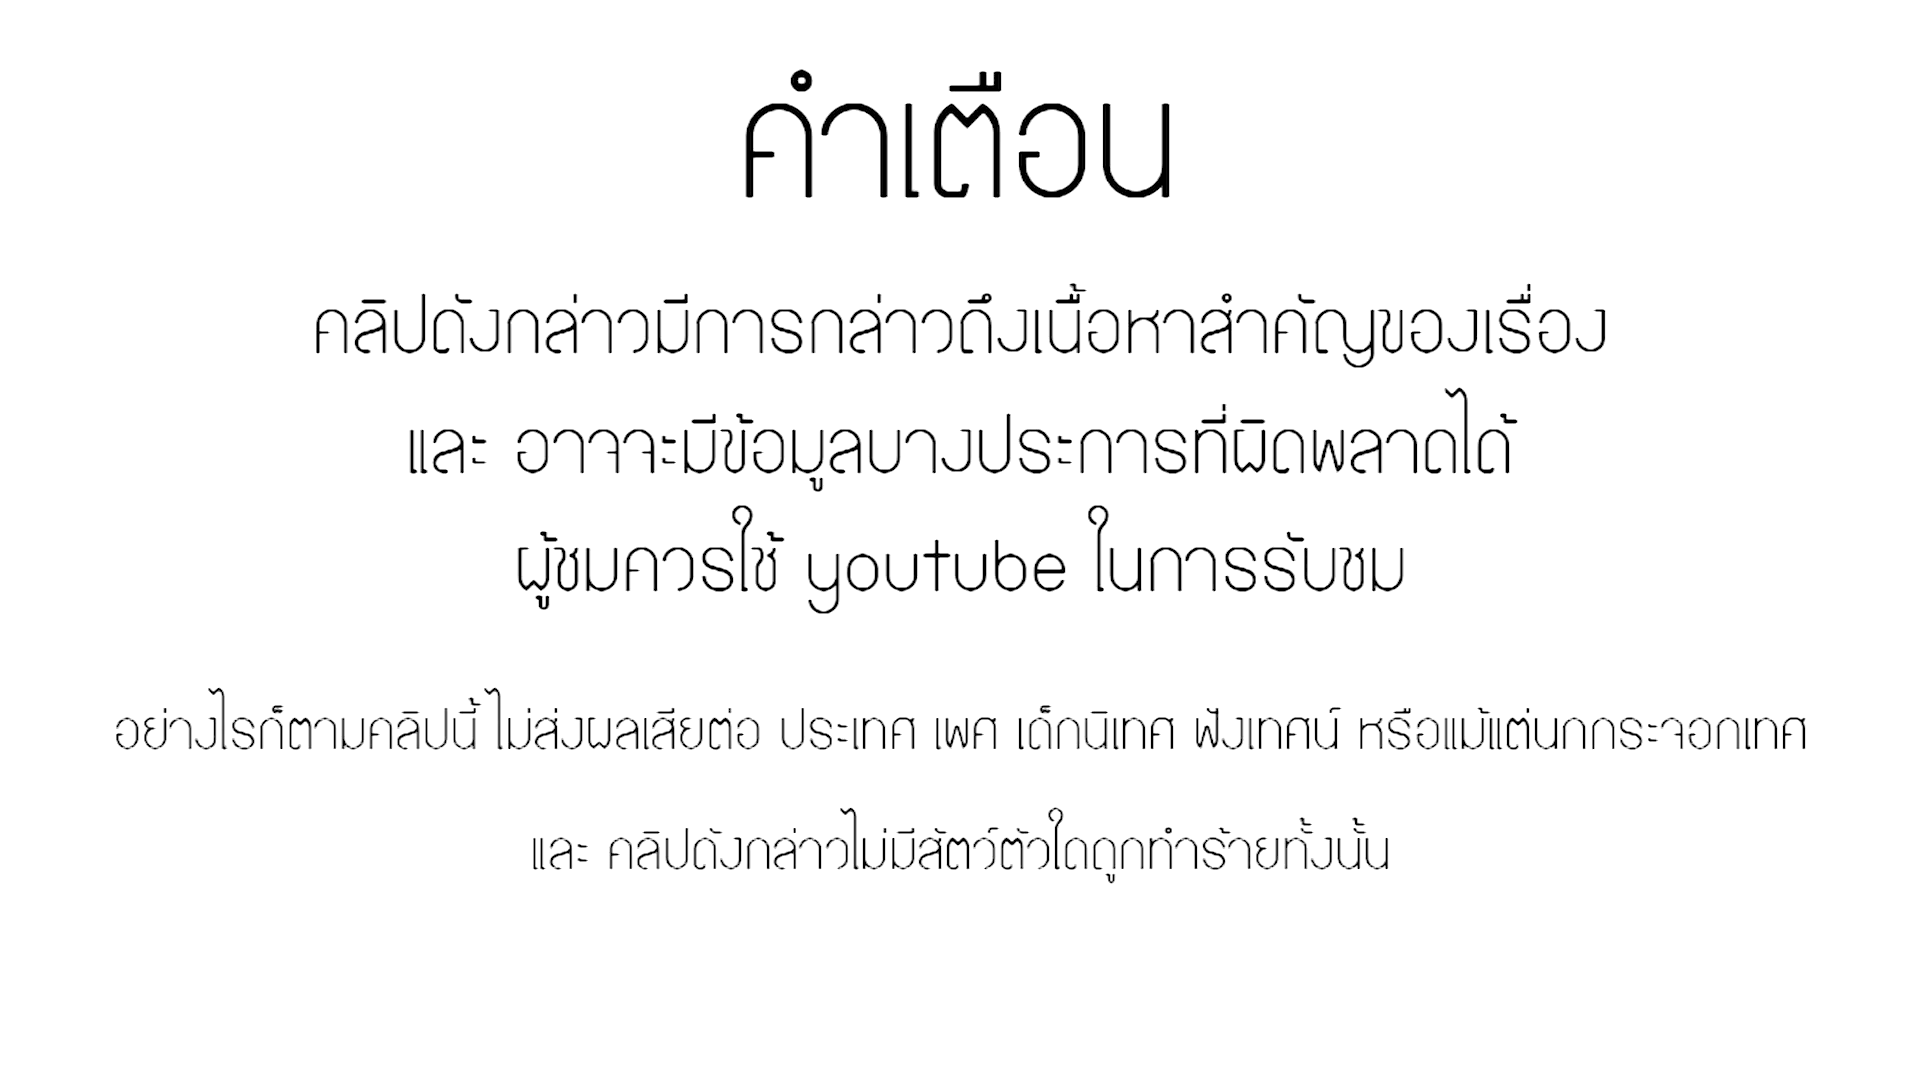 คำเตือน
คลิปดังกล่าวมีการกล่าวถึงเนื้อหาสำคัญของเรื่อง
และ อาจจะมีข้อมูลบางประการที่ผิดพลาดได้
ผู้ชมควรใช้ youtube ในการรับชม
อย่างไรก็ตามคลิปนี้ ไม่ส่งผลเสียต่อ ประเทศ เพศ เด็กนิเทศ ฟังเทศน์ หรือแม้แต่นกกระจอกเทศ
และ คลิปดังกล่าวไม่มีสัตว์ตัวใดถูกทำร้ายทั้งนั้น